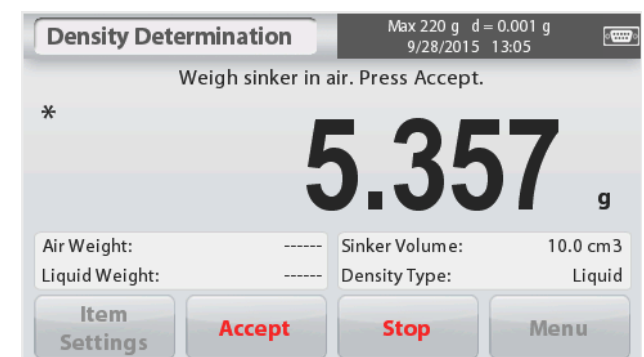 Density Determination
Max 220 g d = 0.001 g
9/28/2015 13:05
Weigh sinker in air. Press Accept.
*
5.357 g
Air Weight: ------
Sinker Volume: 10.0 cm3
Liquid Weight: ------
Density Type: Liquid
Item
Settings
Accept
Stop
Menu